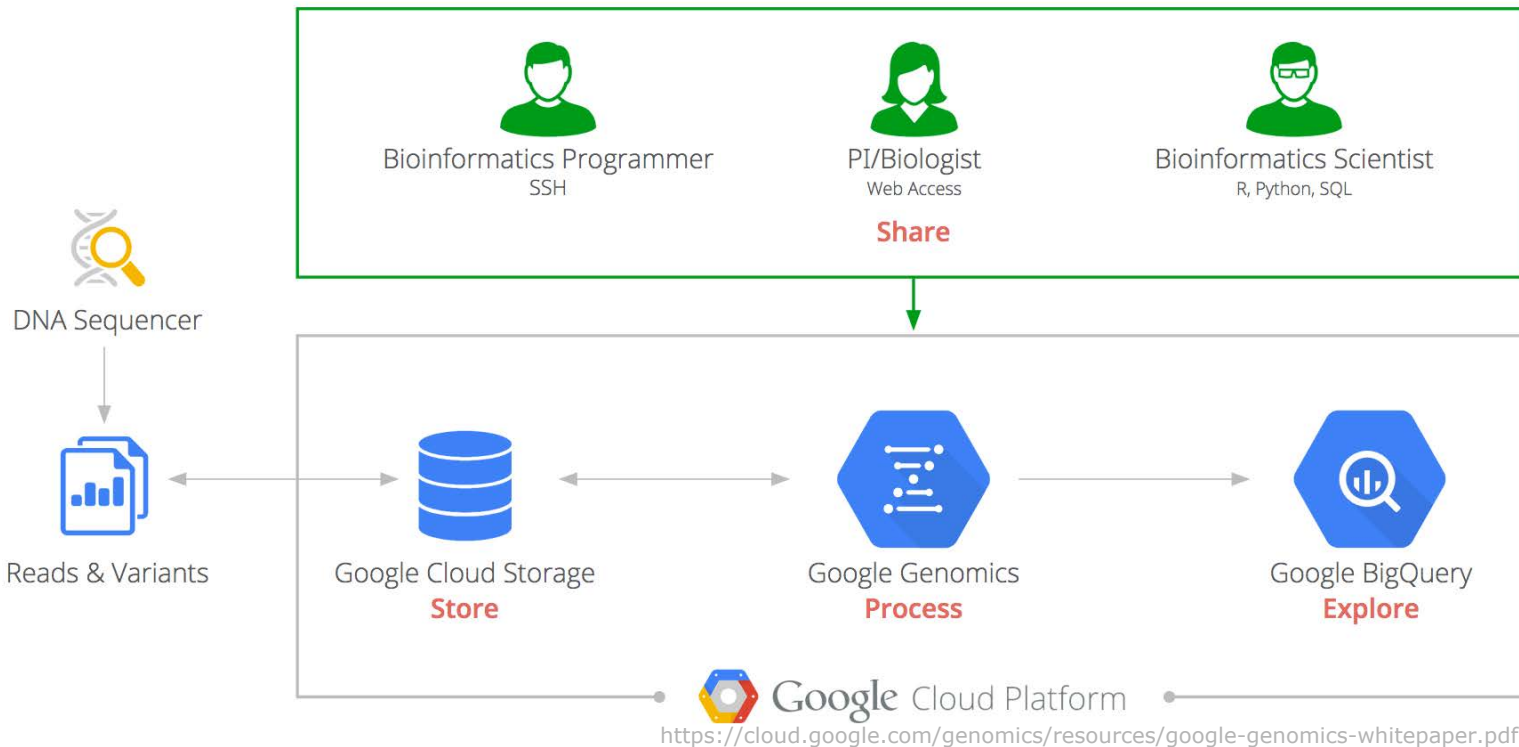 Bioinformatics Programmer
SSH
PI/Biologist
Web Access
Share
Bioinformatics Scientist
R, Python, SQL
DNA Sequencer
Reads & Variants
Google Cloud Storage
Store
Google Genomics
Process
Google BigQuery
Explore
Google Cloud Platform
https://cloud.google.com/genomics/resources/google-genomics-whitepaper.pdf